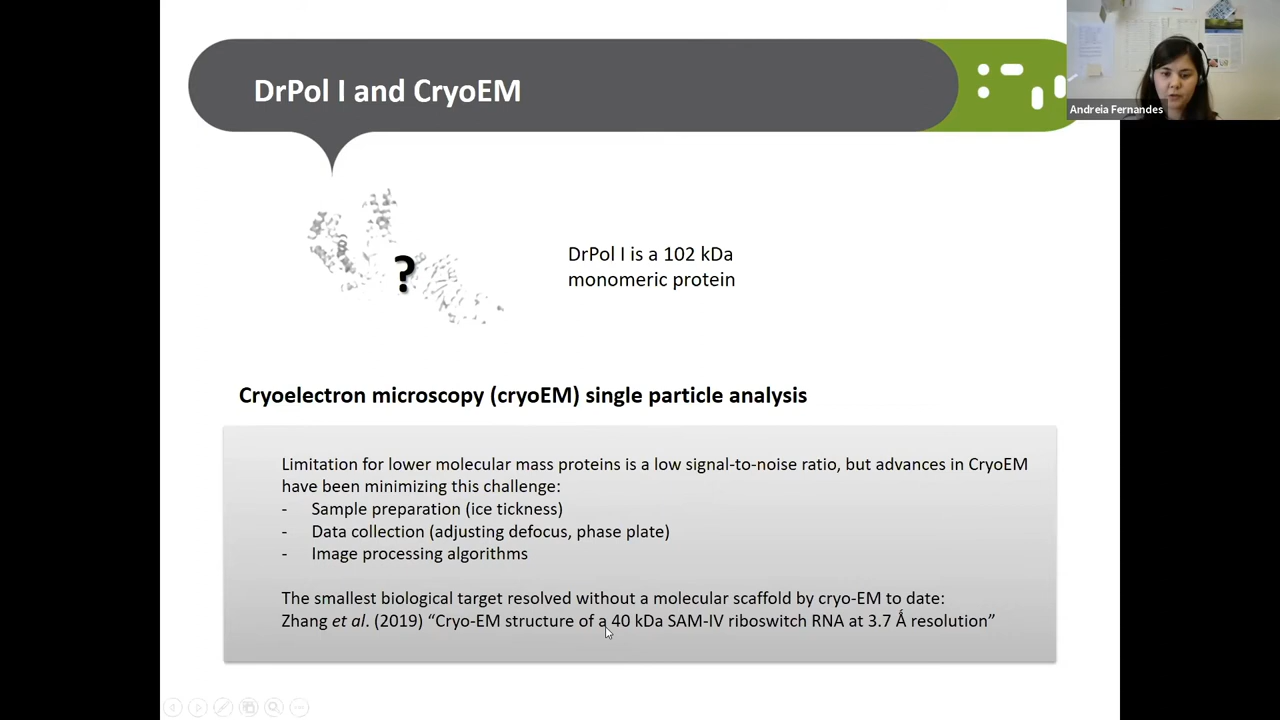 DrPol I and CryoEM
Andreia Fernandes
?
DrPol I is a 102 kDa
monomeric protein
Cryoelectron microscopy (cryoEM) single particle analysis
Limitation for lower molecular mass proteins is a low signal-to-noise ratio, but advances in CryoEM
have been minimizing this challenge:
- Sample preparation (ice tickness)
- Data collection (adjusting defocus, phase plate)
- Image processing algorithms
The smallest biological target resolved without a molecular scaffold by cryo-EM to date:
Zhang et al. (2019) “Cryo-EM structure of a 40 kDa SAM-IV riboswitch RNA at 3.7 Ǻ resolution”